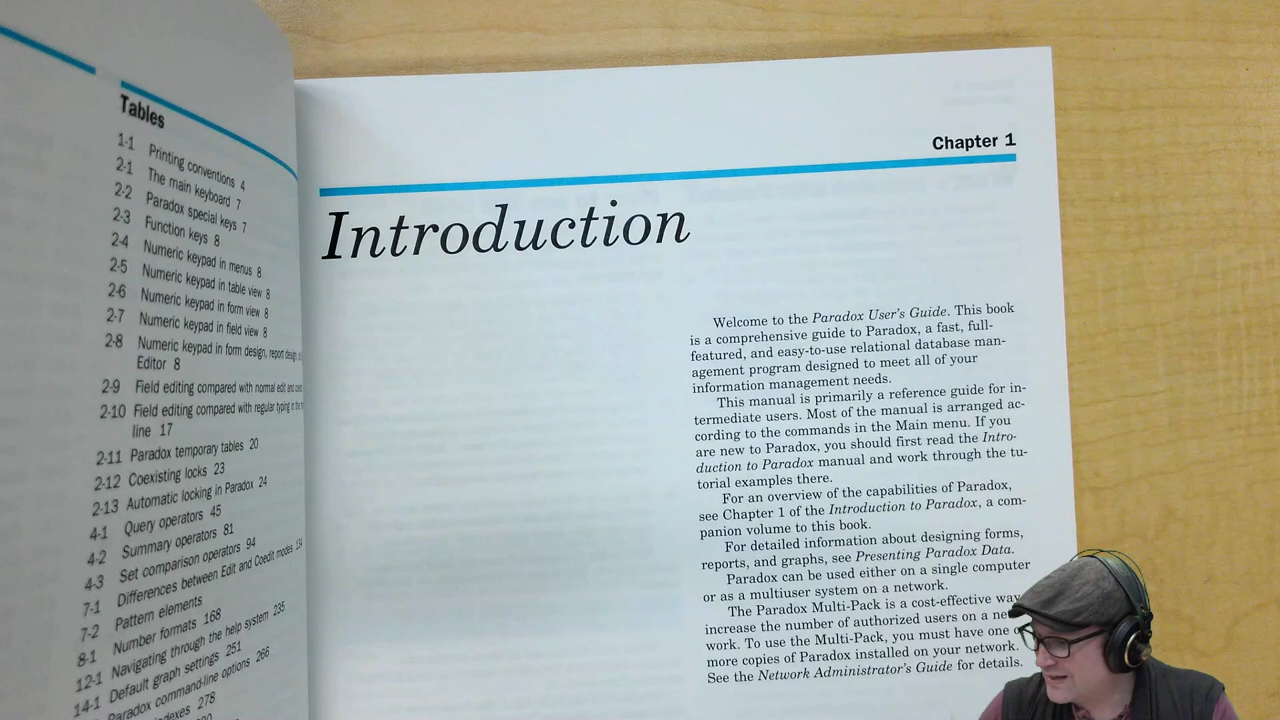 Tables
1-1 Printing conventions 4
2-1 The main keyboard 7
2-2 Paradox special keys 7
2-3 Function keys 8
2-4 Numeric keypad in menus 8
2-5 Numeric keypad in table view 8
2-6 Numeric keypad in form view 8
2-7 Numeric keypad in field view 8
2-8 Numeric keypad in form design, report design,
Editor 8
2-9 Field editing compared with normal edit and
2-10 Field editing compared with regular typing in the
line 17
2-11 Paradox temporary tables 20
2-12 Coexisting locks 23
2-13 Automatic locking in Paradox 24
4-1 Query operators 45
4-2 Summary operators 81
4-3 Set comparison operators 94
7-1 Differences between Edit and Coedit modes
7-2 Pattern elements
8-1 Number formats 168
12-1 Navigating through the help system 235
14-1 Default graph settings 251
Paradox command-line options 266
278
Chapter 1
Introduction
Welcome to the Paradox User's Guide. This book
is a comprehensive guide to Paradox, a fast, full-
featured, and easy-to-use relational database man-
agement program designed to meet all of your
information management needs.
This manual is primarily a reference guide for in-
termediate users. Most of the manual is arranged ac-
cording to the commands in the Main menu. If you
are new to Paradox, you should first read the Intro-
duction to Paradox manual and work through the tu-
torial examples there.
For an overview of the capabilities of Paradox,
see Chapter 1 of the Introduction to Paradox, a com-
panion volume to this book.
For detailed information about designing forms,
reports, and graphs, see Presenting Paradox Data.
Paradox can be used either on a single computer
or as a multiuser system on a network.
The Paradox Multi-Pack is a cost-effective way
increase the number of authorized users on a
work. To use the Multi-Pack, you must have one
more copies of Paradox installed on your network.
See the Network Administrator's Guide for details.